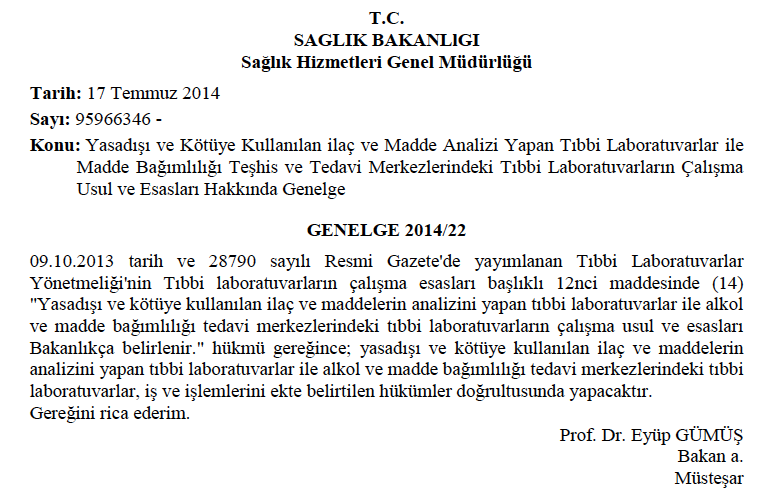 T.C.
SAGLIK BAKANLlGI
Sağlık Hizmetleri Genel Müdürlüğü
Tarih: 17 Temmuz 2014
Sayı: 95966346 -
Konu: Yasadışı ve Kötüye Kullanılan ilaç ve Madde Analizi Yapan Tıbbi Laboratuvarlar ile
Madde Bağımlılığı Teşhis ve Tedavi Merkezlerindeki Tıbbi Laboratuvarların Çalışma
Usul ve Esasları Hakkında Genelge
GENELGE 2014/22
09.10.2013 tarih ve 28790 sayılı Resmi Gazete'de yayımlanan Tıbbi Laboratuvarlar
Yönetmeliği'nin Tıbbi laboratuvarların çalışma esasları başlıklı 12nci maddesinde (14)
"Yasadışı ve kötüye kullanılan ilaç ve maddelerin analizini yapan tıbbi laboratuvarlar ile alkol
ve madde bağımlılığı tedavi merkezlerindeki tıbbi laboratuvarların çalışma usul ve esasları
Bakanlıkça belirlenir." hükmü gereğince; yasadışı ve kötüye kullanılan ilaç ve maddelerin
analizini yapan tıbbi laboratuvarlar ile alkol ve madde bağımlılığı tedavi merkezlerindeki tıbbi
laboratuvarlar, iş ve işlemlerini ekte belirtilen hükümler doğrultusunda yapacaktır.
Gereğini rica ederim.
Prof. Dr. Eyüp GÜMÜŞ
Bakan a.
Müsteşar